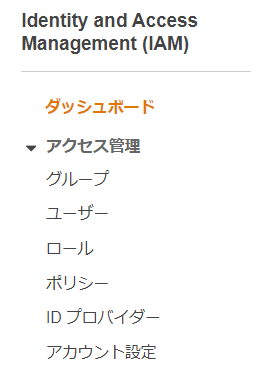 Identity and Access
Management (IAM)
ダッシュボード
アクセス管理
グループ
ユーザー
ロール
ポリシー
ID プロバイダー
アカウント設定